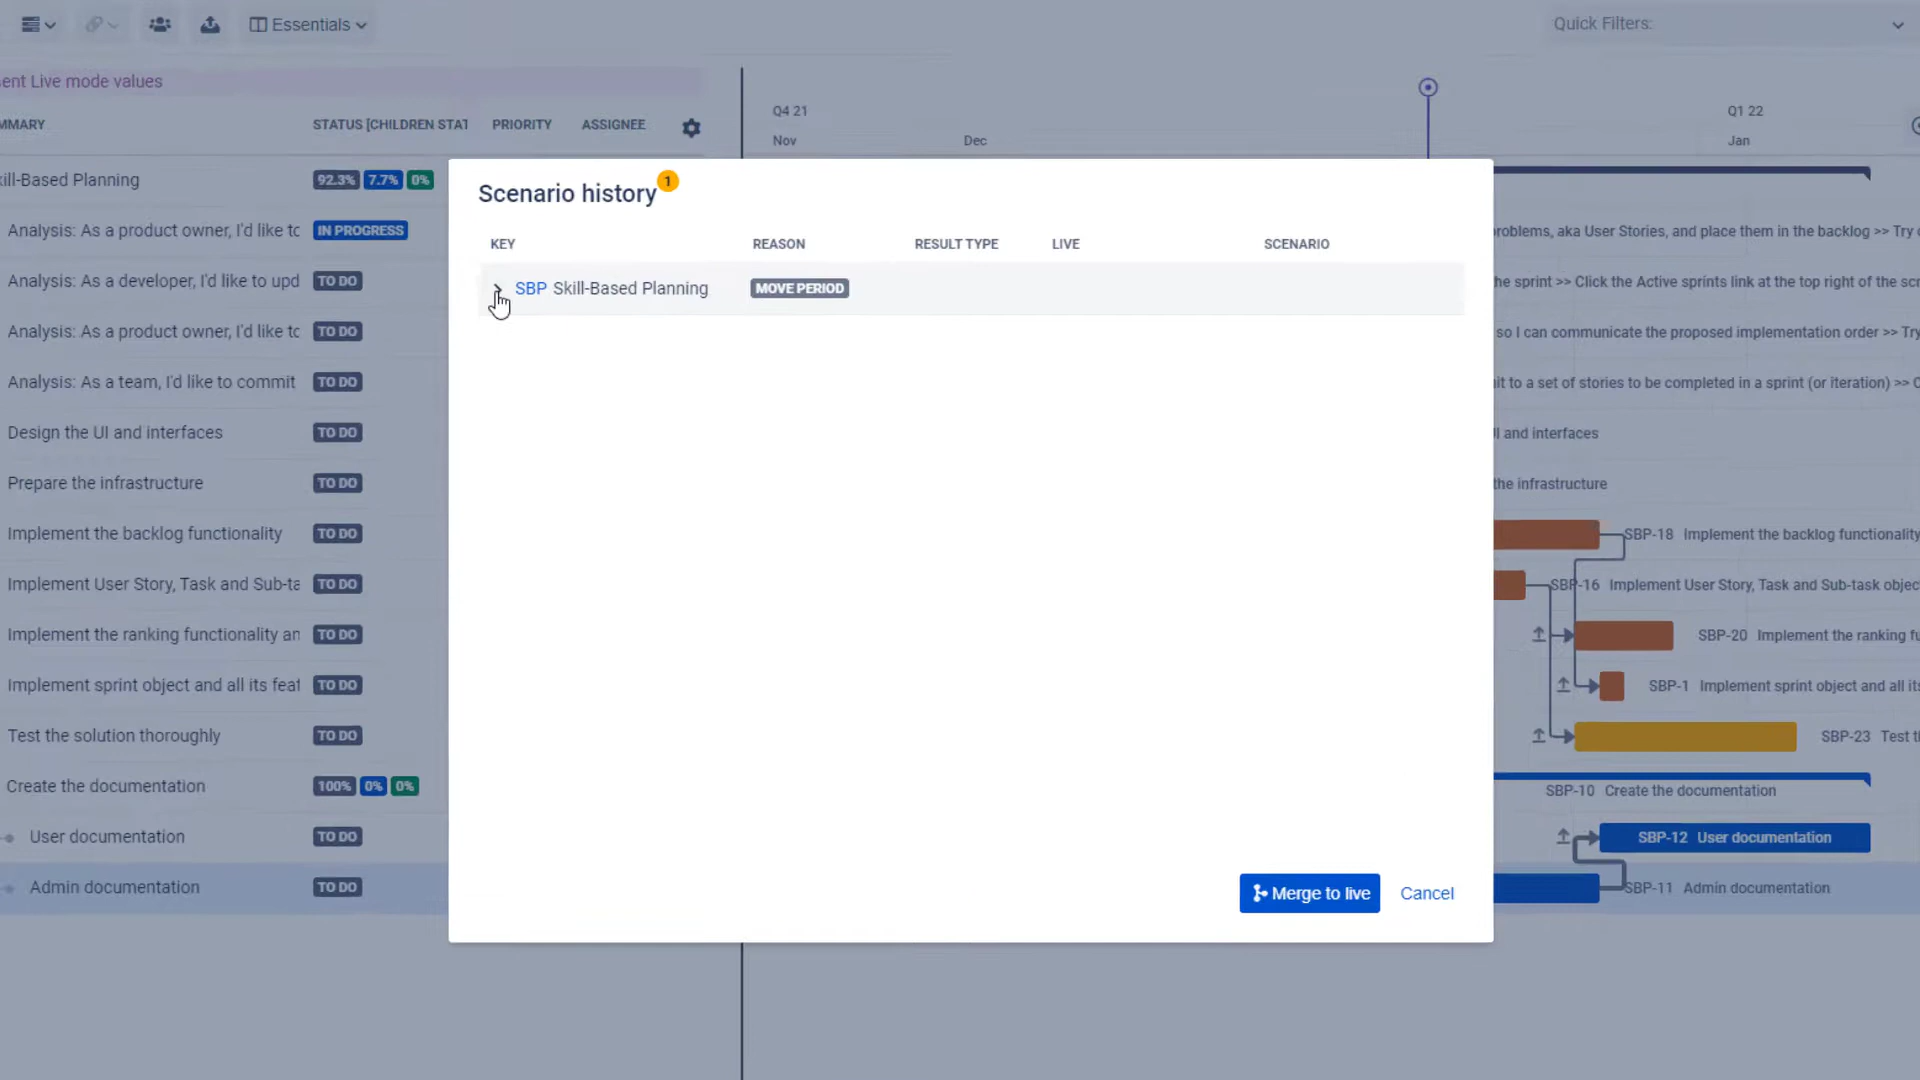 Essentials
Quick Filters:
ent Live mode values
MMARY
STATUS [CHILDREN STAT
PRIORITY
ASSIGNEE
Q4 21
Q1 22
Nov
Dec
Jan
ill-Based Planning
92.3% 7.7% 0%
Analysis: As a product owner, I'd like tc
IN PROGRESS
Analysis: As a developer, I'd like to upd
TO DO
Analysis: As a product owner, I'd like tc
TO DO
Analysis: As a team, I'd like to commit
TO DO
Design the UI and interfaces
TO DO
Prepare the infrastructure
TO DO
Implement the backlog functionality
TO DO
Implement User Story, Task and Sub-ta
TO DO
Implement the ranking functionality an
TO DO
Implement sprint object and all its feat
TO DO
Test the solution thoroughly
TO DO
Create the documentation
100% 0% 0%
User documentation
TO DO
Admin documentation
TO DO
Scenario history
1
KEY
REASON
RESULT TYPE
LIVE
SCENARIO
SBP Skill-Based Planning
MOVE PERIOD
Merge to live
Cancel
roblems, aka User Stories, and place them in the backlog >> Try
he sprint >> Click the Active sprints link at the top right of the scr
so I can communicate the proposed implementation order >> Try
it to a set of stories to be completed in a sprint (or iteration) >> C
I and interfaces
the infrastructure
SBP-18 Implement the backlog functionality
SBP-16 Implement User Story, Task and Sub-task objec
SBP-20 Implement the ranking fu
SBP-1 Implement sprint object and all its
SBP-23 Test tl
SBP-10 Create the documentation
SBP-12 User documentation
SBP-11 Admin documentation